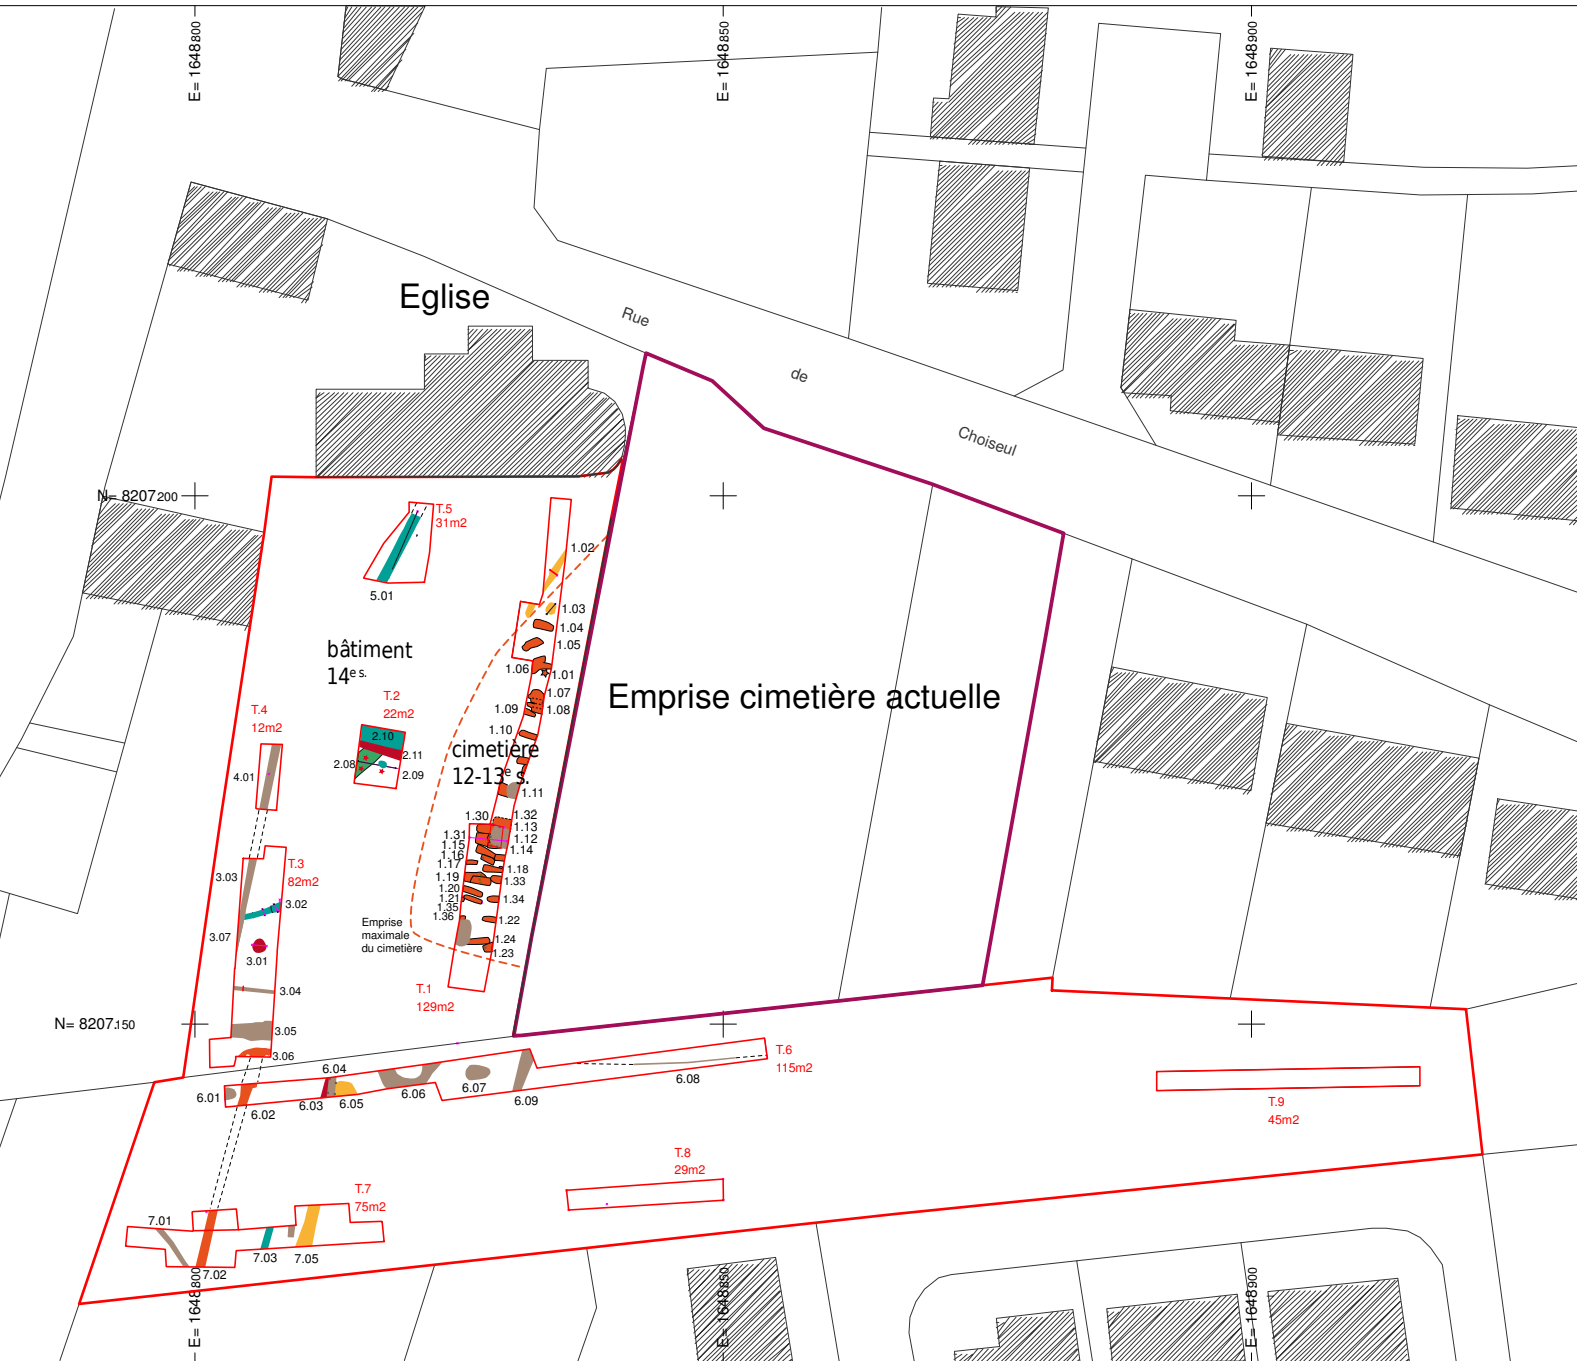 E= 1648800
E= 1648850
E= 1648900
Eglise
Rue
de
Choiseul
N= 8207200
T.5
31m2
5.01
1.02
1.03
1.04
1.05
1.06
1.01
1.07
1.09
1.08
1.10
bâtiment
14e s.
Emprise cimetière actuelle
T.2
22m2
2.10
2.11
2.08
2.09
T.4
12m2
4.01
cimetière
12-13e s.
1.11
1.30
1.32
1.13
1.31
1.12
1.15
1.14
1.16
1.17
1.18
1.19
1.33
1.20
1.21
1.34
1.35
1.36
1.22
1.24
1.23
T.3
82m2
3.03
3.02
3.07
3.01
3.04
3.05
3.06
Emprise
maximale
du cimetière
T.1
129m2
N= 8207.150
T.6
115m2
6.04
6.01
6.02
6.03
6.05
6.06
6.07
6.09
6.08
T.9
45m2
T.8
29m2
T.7
75m2
7.01
7.02
7.03
7.05
E= 1648800
E= 1648850
E= 1648900